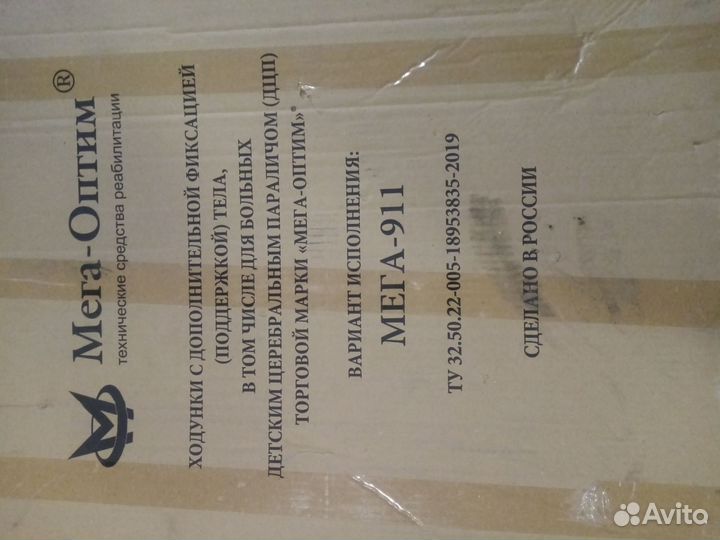 Мега-Оптим®
технические средства реабилитации
ХОДУНКИ С ДОПОЛНИТЕЛЬНОЙ ФИКСАЦИЕЙ
(ПОДДЕРЖКОЙ) ТЕЛА,
В ТОМ ЧИСЛЕ ДЛЯ БОЛЬНЫХ
ДЕТСКИМ ЦЕРЕБРАЛЬНЫМ ПАРАЛИЧОМ (ДЦП)
ТОРГОВОЙ МАРКИ «МЕГА-ОПТИМ»®
ВАРИАНТ ИСПОЛНЕНИЯ:
МЕГА-911
ТУ 32.50.22-005-18953835-2019
СДЕЛАНО В РОССИИ
Avito